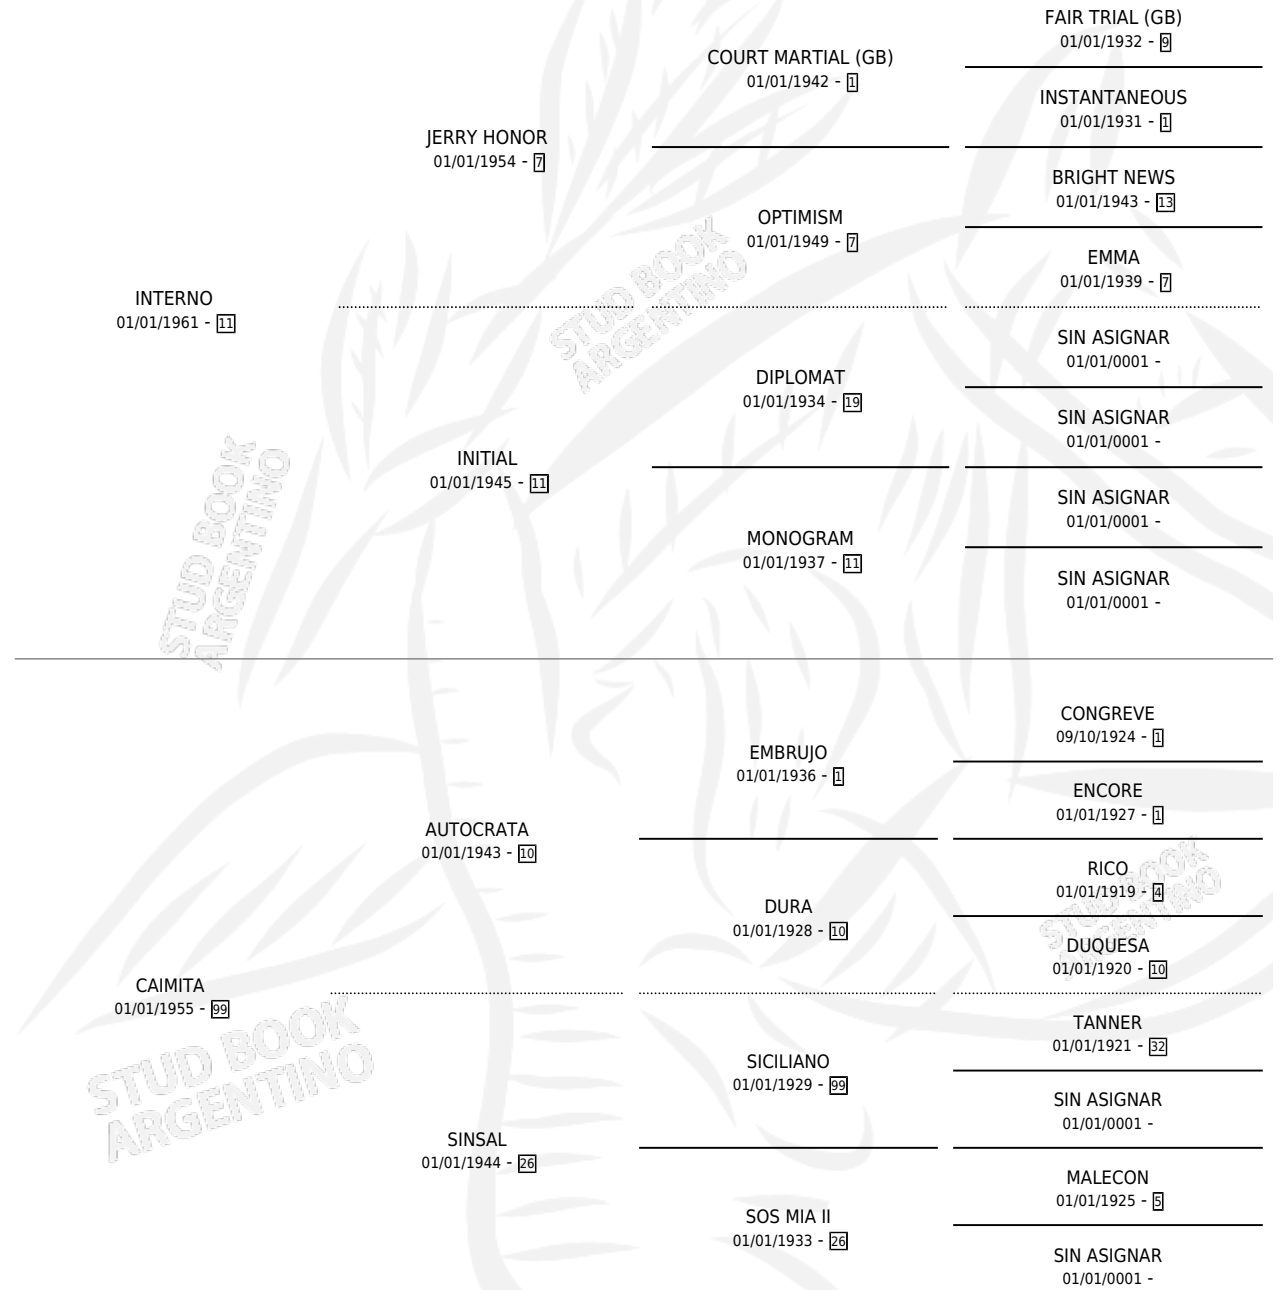 FAIR TRIAL (GB)
01/01/1932 - 9
COURT MARTIAL (GB)
01/01/1942 - 1
INSTANTANEOUS
01/01/1931 - 1
JERRY HONOR
01/01/1954 - 7
BRIGHT NEWS
01/01/1943 - 13
OPTIMISM
01/01/1949 - 7
EMMA
01/01/1939 - 7
INTERNO
01/01/1961 - 11
SIN ASIGNAR
01/01/0001 -
DIPLOMAT
01/01/1934 - 19
SIN ASIGNAR
01/01/0001 -
INITIAL
01/01/1945 - 11
SIN ASIGNAR
01/01/0001 -
MONOGRAM
01/01/1937 - 11
SIN ASIGNAR
01/01/0001 -
CONGREVE
09/10/1924 - 1
EMBRUJO
01/01/1936 - 1
ENCORE
01/01/1927 - 1
AUTOCRATA
01/01/1943 - 10
RICO
01/01/1919 - 4
DURA
01/01/1928 - 10
DUQUESA
01/01/1920 - 10
CAIMITA
01/01/1955 - 99
TANNER
01/01/1921 - 32
SICILIANO
01/01/1929 - 99
SIN ASIGNAR
01/01/0001 -
SINSAL
01/01/1944 - 26
MALECON
01/01/1925 - 5
SOS MIA II
01/01/1933 - 26
SIN ASIGNAR
01/01/0001 -
STUD BOOK
ARGENTINO
STUD BOOK
ARGENTINO
STUD BOOK
ARGENTINO
STUD BOOK
ARGENTINO